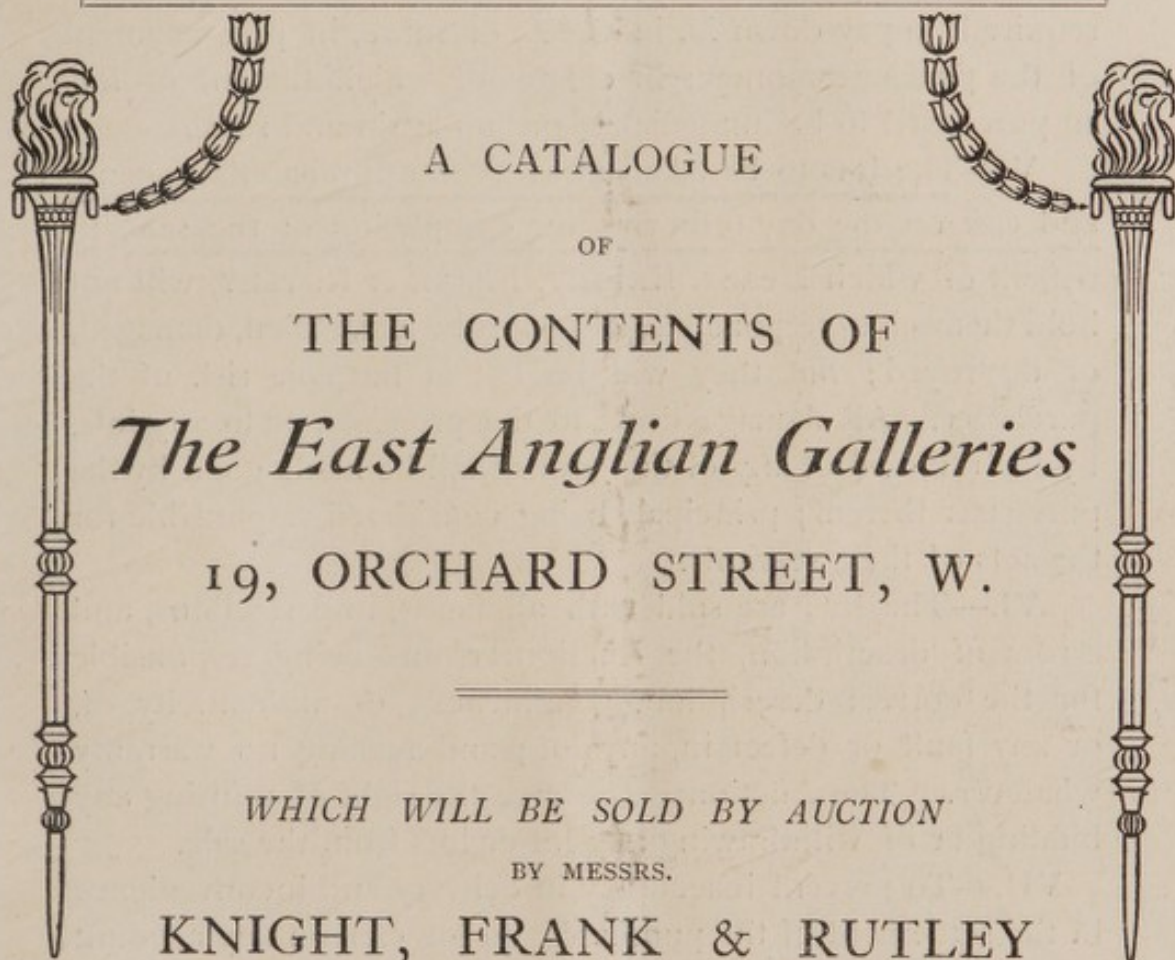 A CATALOGUE
OF
THE CONTENTS OF
The East Anglian Galleries
19, ORCHARD STREET, W.
WHICH WILL BE SOLD BY AUCTION
BY MESSRS.
KNIGHT, FRANK & RUTLEY